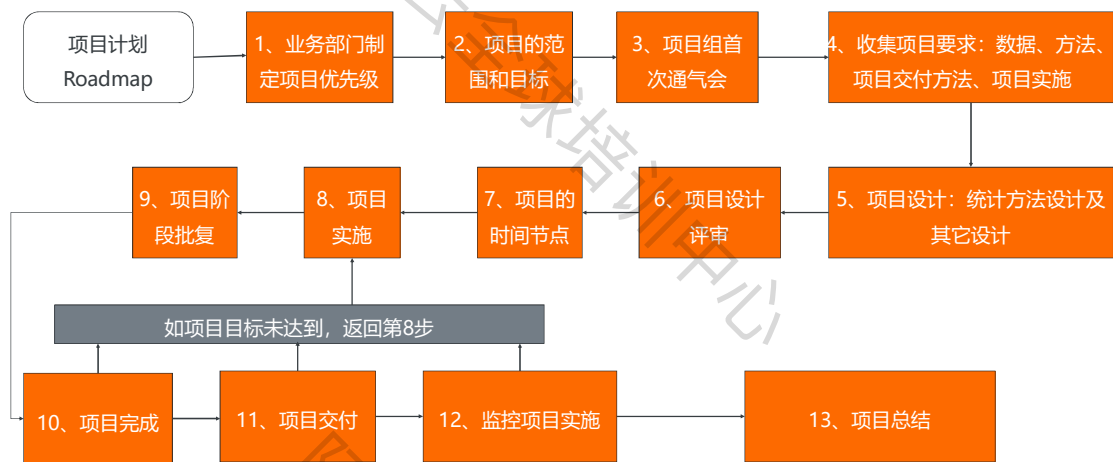 项目计划
Roadmap
1、业务部门制
定项目优先级
2、项目的范
围和目标
3、项目组首
次通气会
4、收集项目要求：数据、方法、
项目交付方法、项目实施
5、项目设计：统计方法设计及
其它设计
6、项目设计
评审
7、项目的
时间节点
8、项目
实施
9、项目阶
段批复
如项目目标未达到，返回第8步
10、项目完成
11、项目交付
12、监控项目实施
13、项目总结
全球培训中心